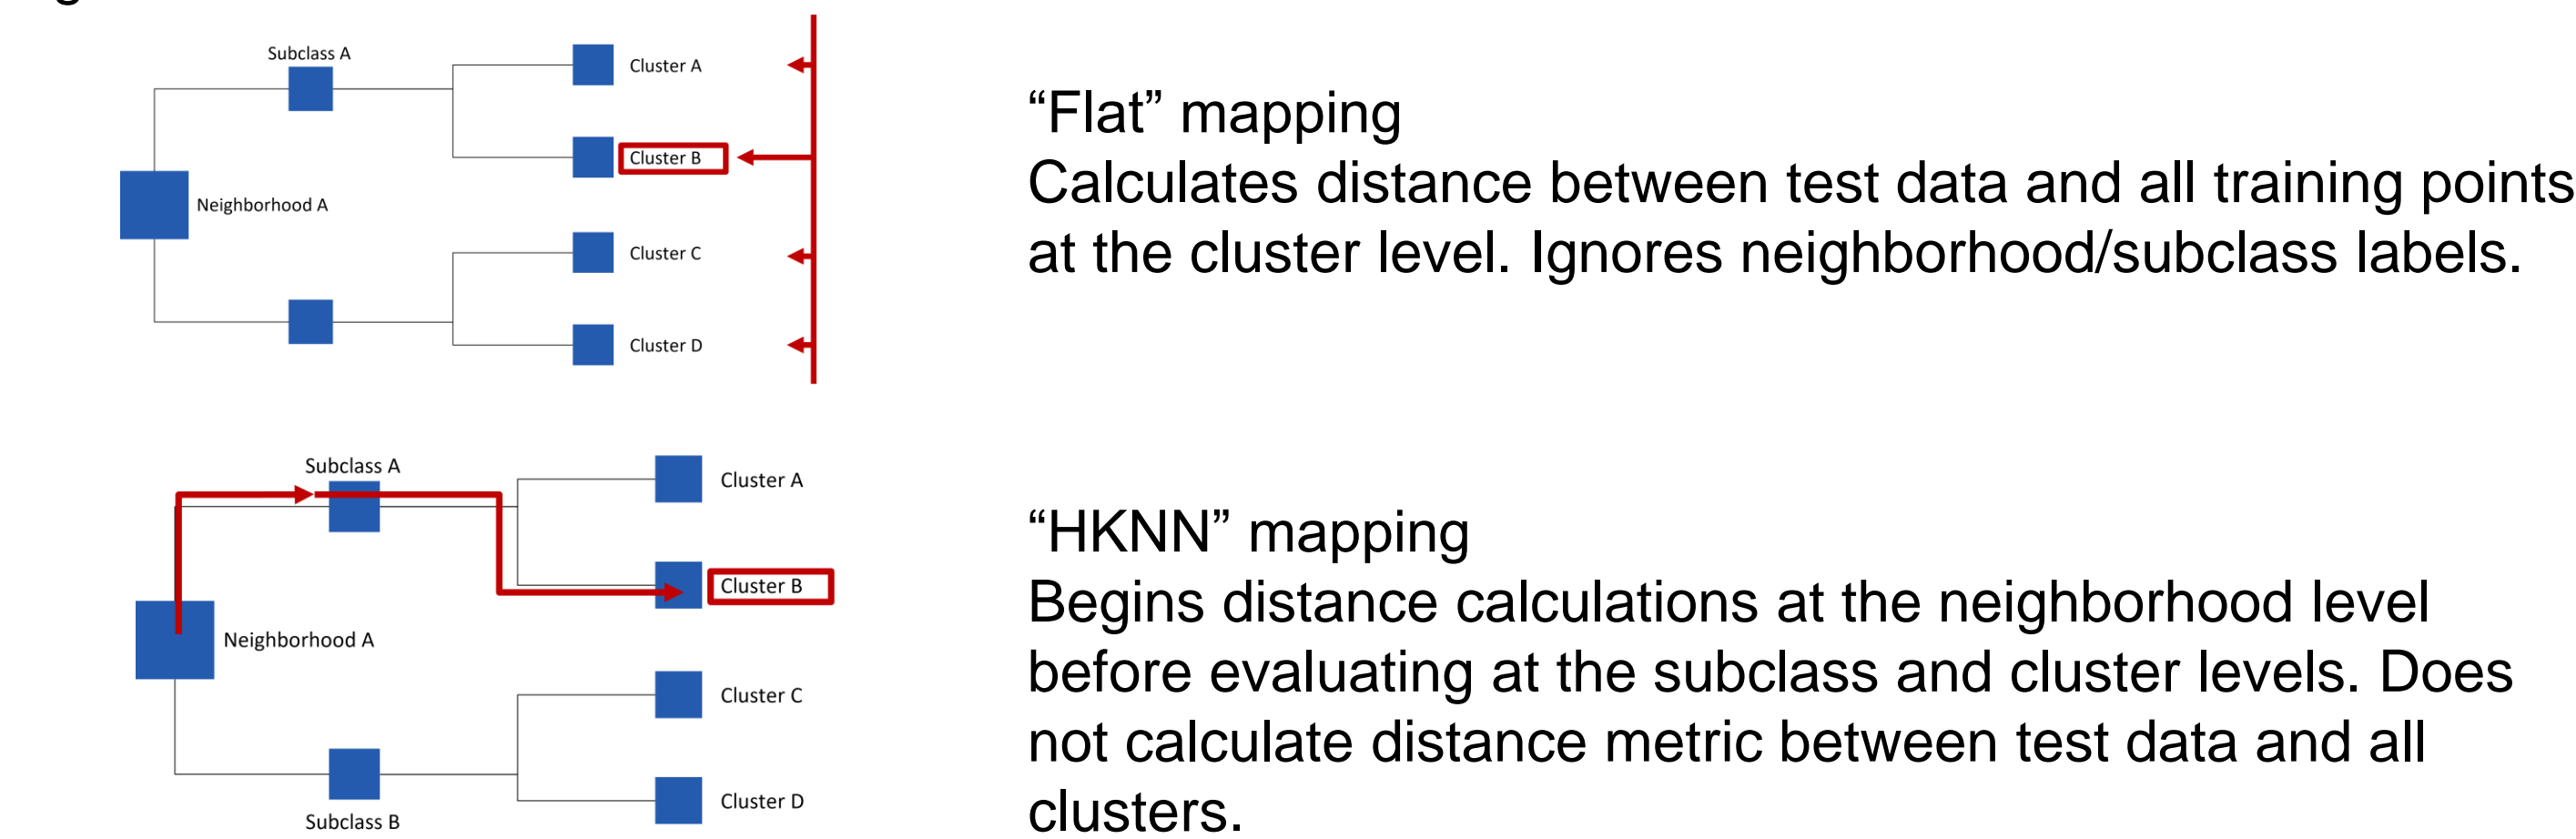 Subclass A
Cluster A
Cluster B
Neighborhood A
Cluster C
Cluster D
“Flat” mapping
Calculates distance between test data and all training points
at the cluster level. Ignores neighborhood/subclass labels.
Subclass A
Cluster A
Cluster B
Neighborhood A
Cluster C
Cluster D
Subclass B
“HKNN” mapping
Begins distance calculations at the neighborhood level
before evaluating at the subclass and cluster levels. Does
not calculate distance metric between test data and all
clusters.